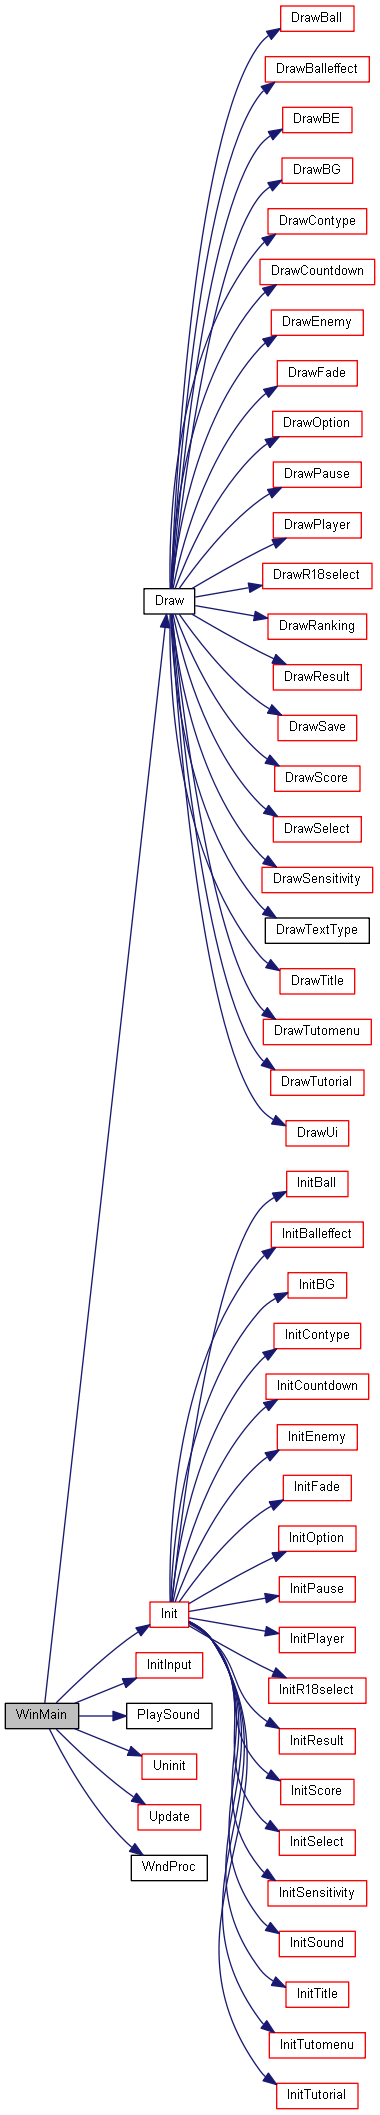 DrawBall
DrawBalleffect
DrawBE
DrawBG
DrawContype
DrawCountdown
DrawEnemy
DrawFade
DrawOption
DrawPause
DrawPlayer
DrawR18select
Draw
DrawRanking
DrawResult
DrawSave
DrawScore
DrawSelect
DrawSensitivity
DrawTextType
DrawTitle
DrawTutomenu
DrawTutorial
DrawUi
InitBall
InitBalleffect
InitBG
InitContype
InitCountdown
InitEnemy
InitFade
InitOption
InitPause
Init
InitPlayer
InitInput
InitR18select
WinMain
PlaySound
InitResult
Uninit
InitScore
Update
InitSelect
WndProc
InitSensitivity
InitSound
InitTitle
InitTutomenu
InitTutorial